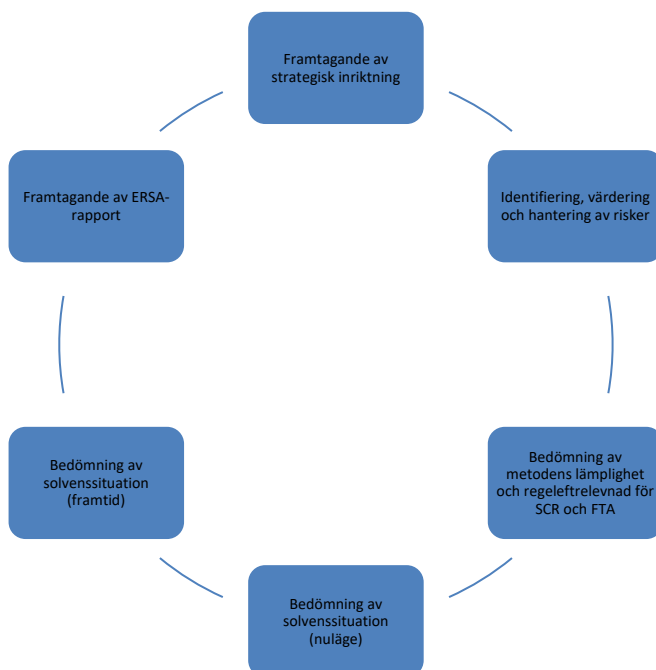 Framtagande av
strategisk inriktning
Identifiering, värdering
och hantering av risker
Bedömning av
metodens lämplighet
och regeleftrelevnad för
SCR och FTA
Bedömning av
solvenssituation
(nuläge)
Bedömning av
solvenssituation
(framtid)
Framtagande av ERSA-
rapport